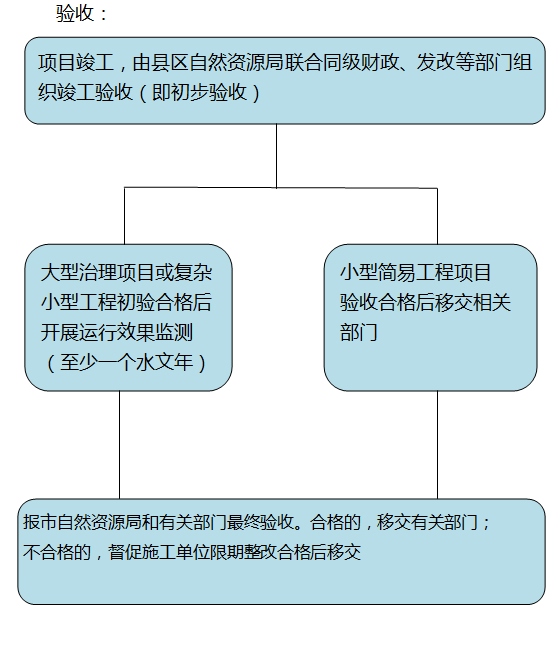 验收：
项目竣工，由县区自然资源局联合同级财政、发改等部门组
织竣工验收（即初步验收）
大型治理项目或复杂
小型工程初验合格后
开展运行效果监测
（至少一个水文年）
小型简易工程项目
验收合格后移交相关
部门
报市自然资源局和有关部门最终验收。合格的，移交有关部门；
不合格的，督促施工单位限期整改合格后移交